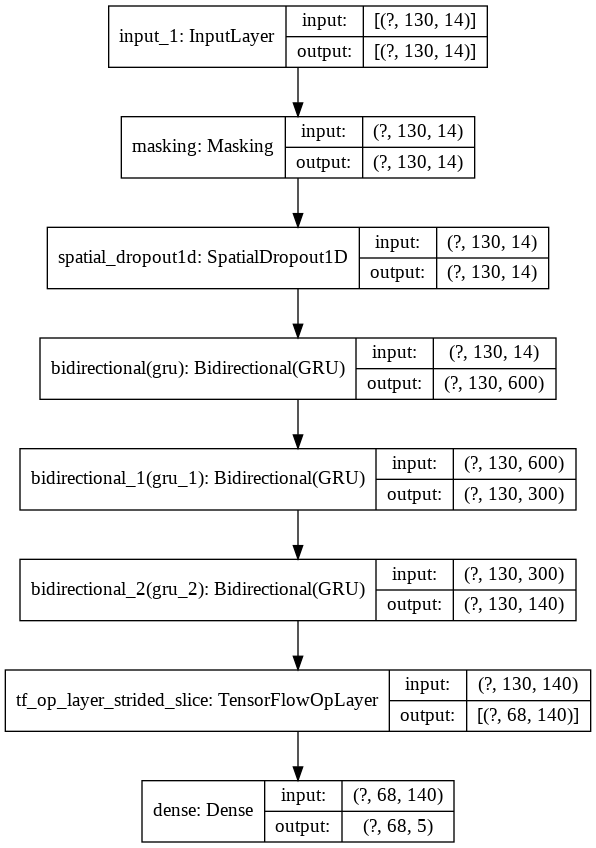 input_1: InputLayer
input: [(?, 130, 14)]
output: [(?, 130, 14)]
masking: Masking
input: (?, 130, 14)
output: (?, 130, 14)
spatial_dropout1d: SpatialDropout1D
input: (?, 130, 14)
output: (?, 130, 14)
bidirectional(gru): Bidirectional(GRU)
input: (?, 130, 14)
output: (?, 130, 600)
bidirectional_1(gru_1): Bidirectional(GRU)
input: (?, 130, 600)
output: (?, 130, 300)
bidirectional_2(gru_2): Bidirectional(GRU)
input: (?, 130, 300)
output: (?, 130, 140)
tf_op_layer_strided_slice: TensorFlowOpLayer
input: (?, 130, 140)
output: [(?, 68, 140)]
dense: Dense
input: (?, 68, 140)
output: (?, 68, 5)